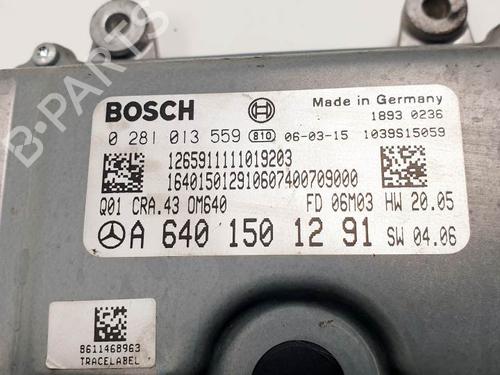 B-PARTS
BOSCH
Made in Germany
1893 0236
0 281 013 559 810 06-03-15 1039S15059
1265911111019203
16401501291060740070900​0
Q01 CRA.43 OM640 FD 06M03 HW 20.05
A 640 150 12 91 SW 04.06
8611468963
TRACELABEL